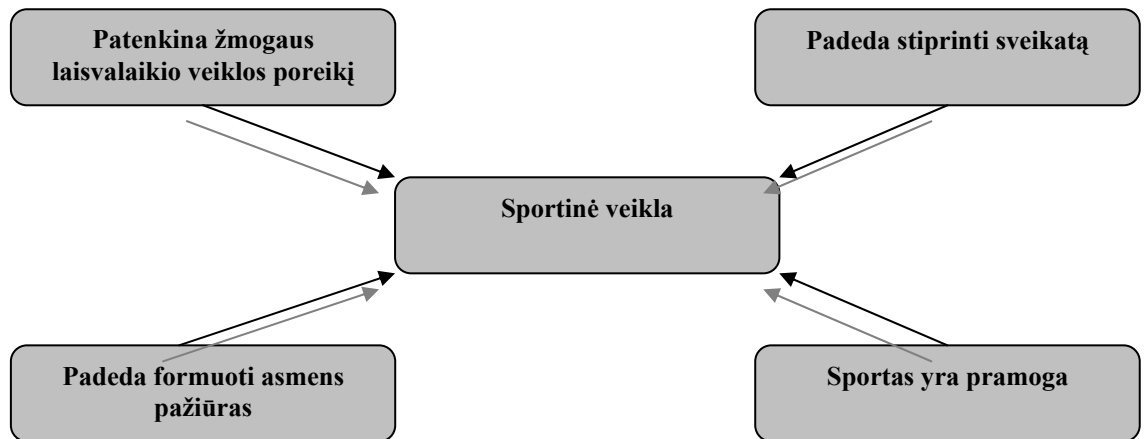 Patenkina žmogaus
laisvalaikio veiklos poreikį
Padeda stiprinti sveikatą
Sportinė veikla
Padeda formuoti asmens
pažiūras
Sportas yra pramoga